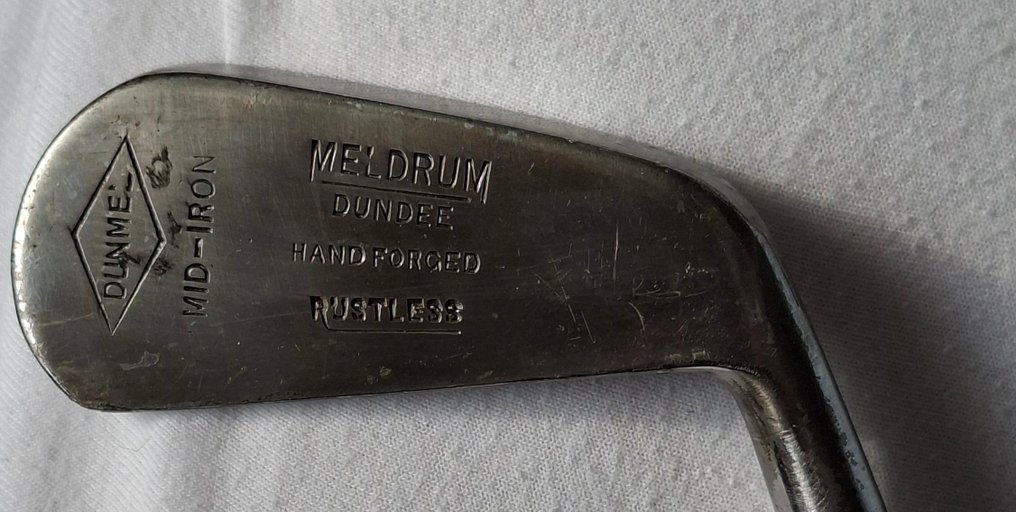 MELDRUM
DUNDEE
HAND FORGED
RUSTLESS
MID-IRON
DUNMEL